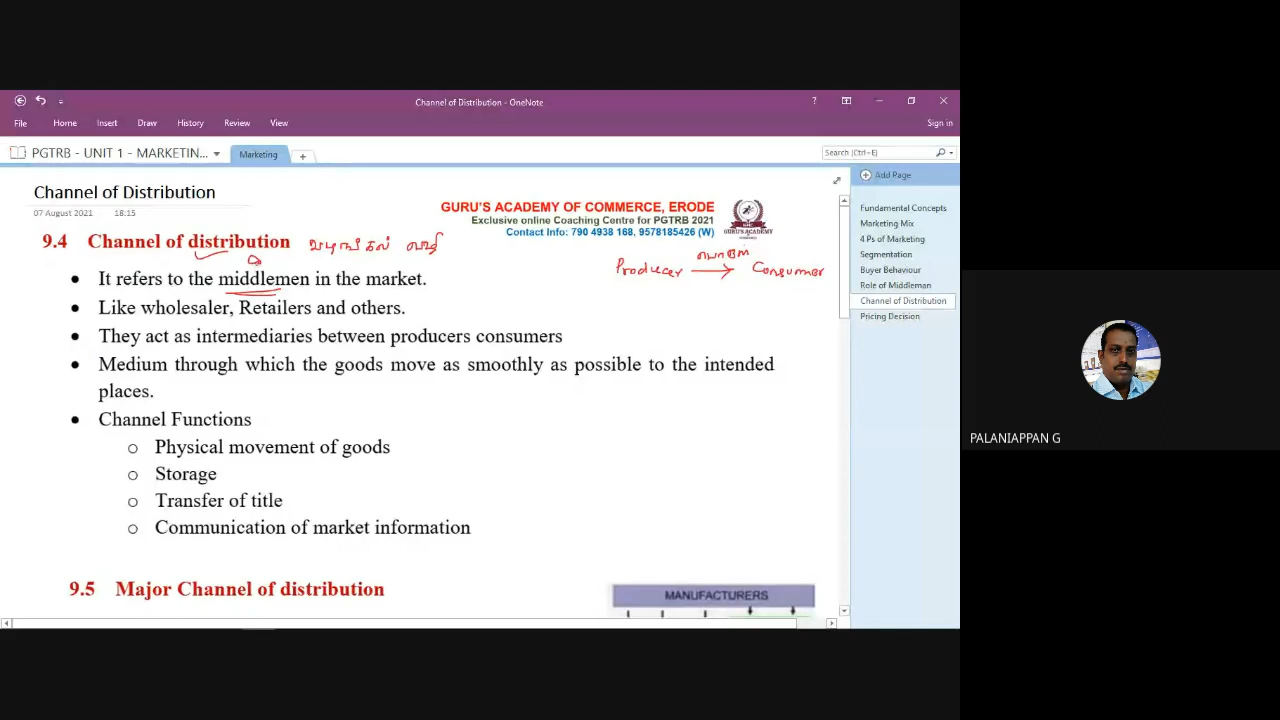 Channel of Distribution - OneNote
?
File Home Insert Draw History Review View
Sign in
PGTRB - UNIT 1 - MARKETIN...
Marketing
Search (Ctrl+E)
Add Page
Channel of Distribution
07 August 2021 18:15
GURU'S ACADEMY OF COMMERCE, ERODE
Exclusive online Coaching Centre for PGTRB 2021
Contact Info: 790 4938 168, 9578185426 (W)
GURU'S ACADEMY
9.4 Channel of distribution
Producer → Consumer
• It refers to the middlemen in the market.
• Like wholesaler, Retailers and others.
• They act as intermediaries between producers consumers
• Medium through which the goods move as smoothly as possible to the intended
places.
• Channel Functions
o Physical movement of goods
o Storage
o Transfer of title
o Communication of market information
9.5 Major Channel of distribution
MANUFACTURERS
Fundamental Concepts
Marketing Mix
4 Ps of Marketing
Segmentation
Buyer Behaviour
Role of Middleman
Channel of Distribution
Pricing Decision
PALANIAPPAN G